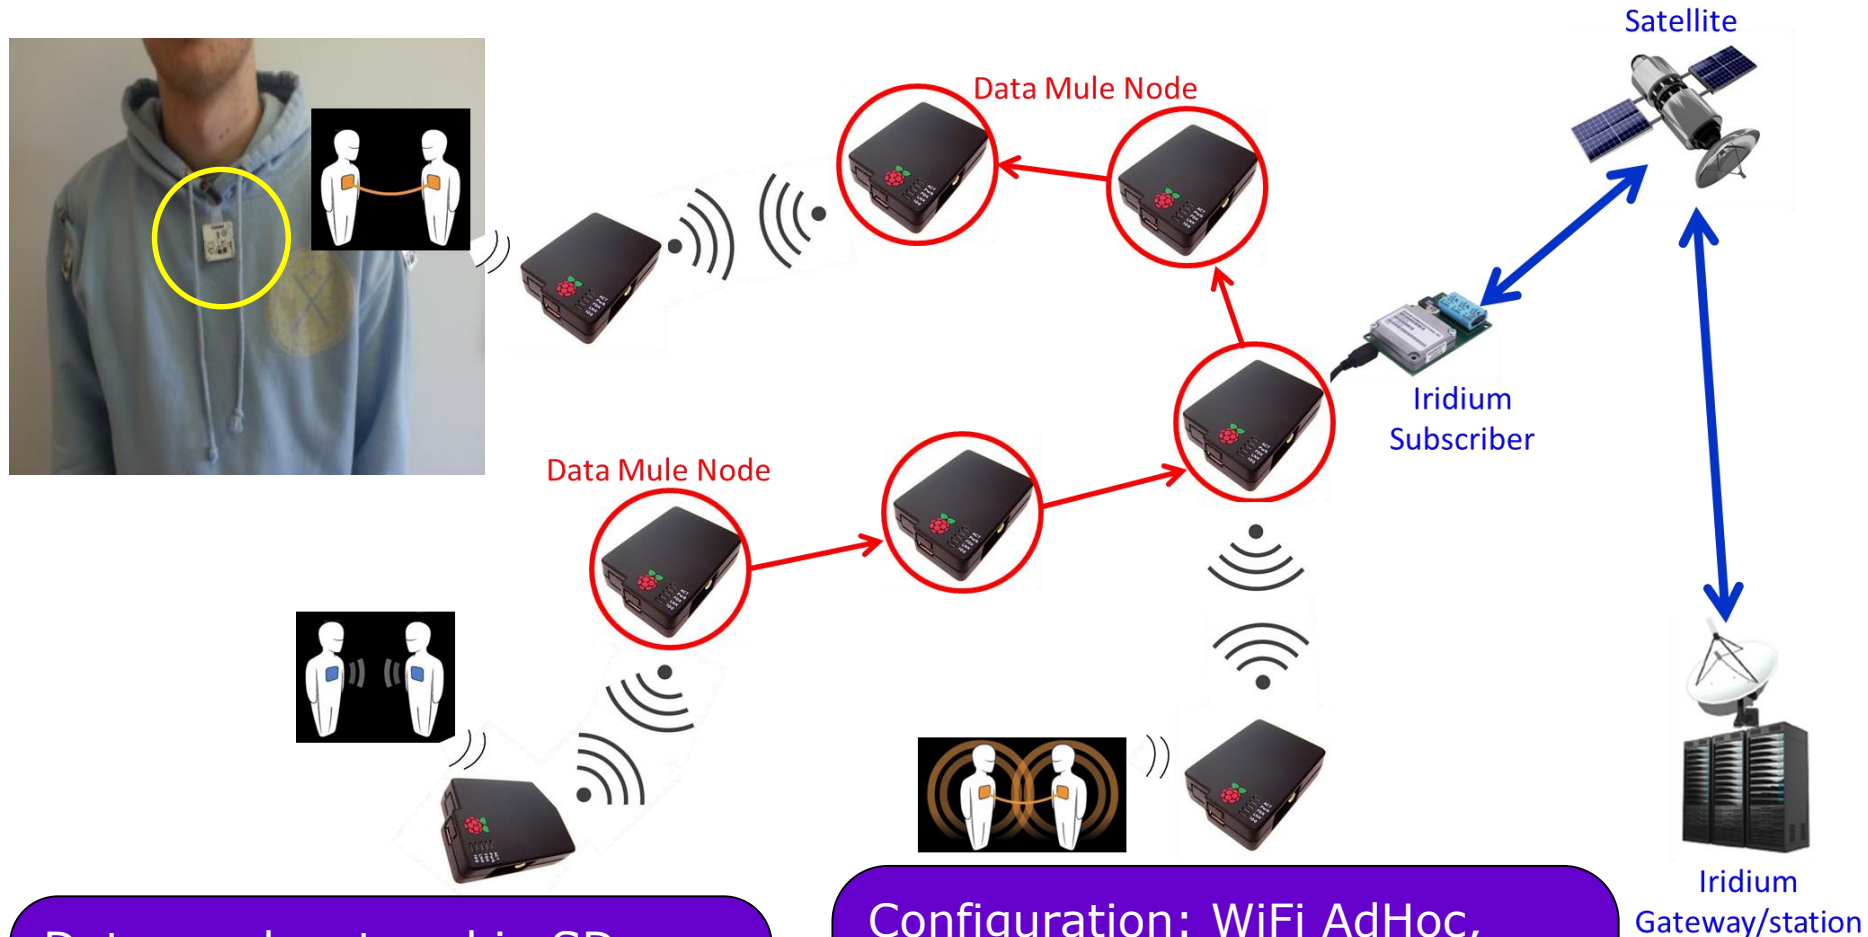 Satellite
Data Mule Node
Iridium
Subscriber
Data Mule Node
Iridium
Gateway/station
Configuration: WiFi AdHoc,